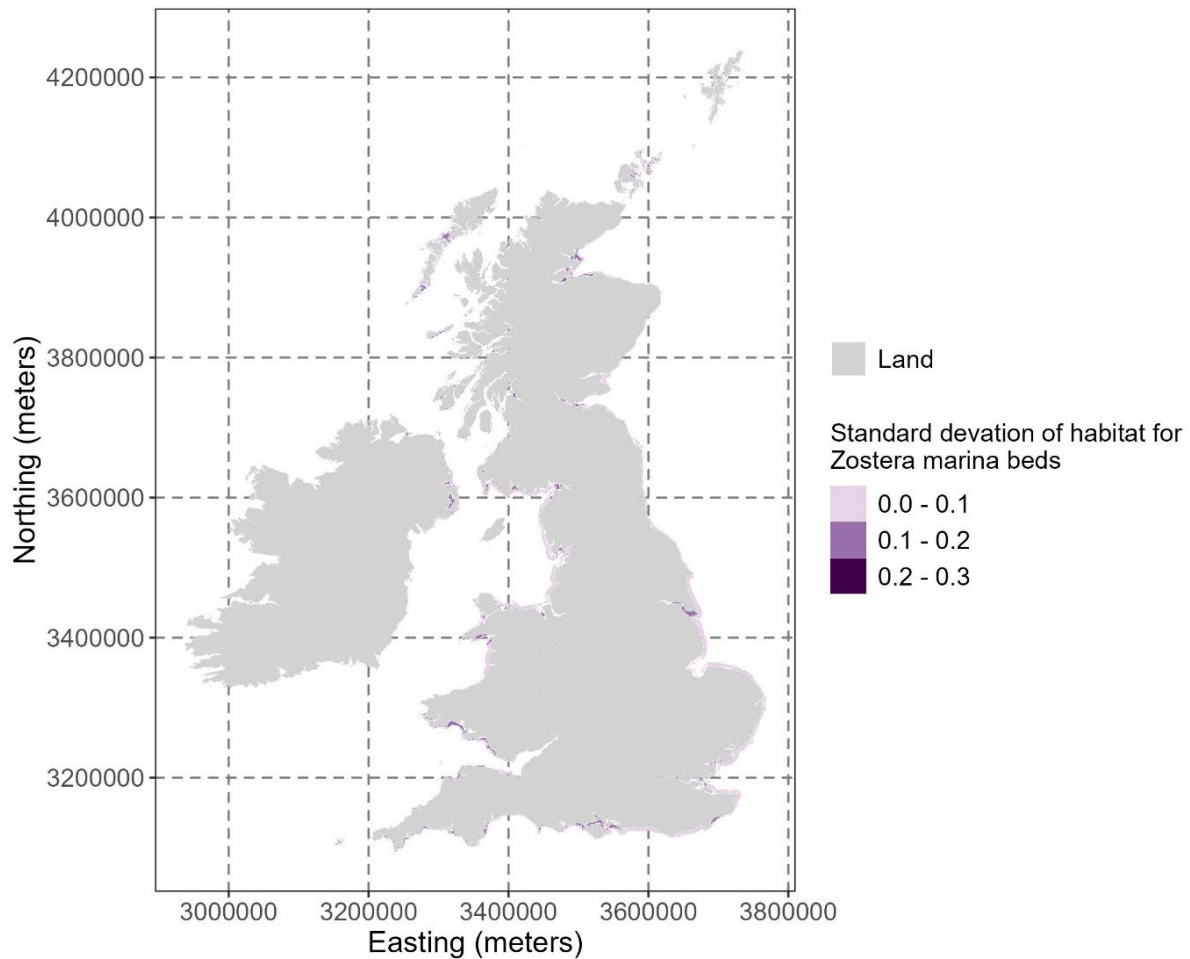 4200000
4000000
3800000
3600000
3400000
3200000
Northing (meters)
3000000 3200000 3400000 3600000 3800000
Easting (meters)
Land
Standard devation of habitat for
Zostera marina beds
0.0 - 0.1
0.1 - 0.2
0.2 - 0.3